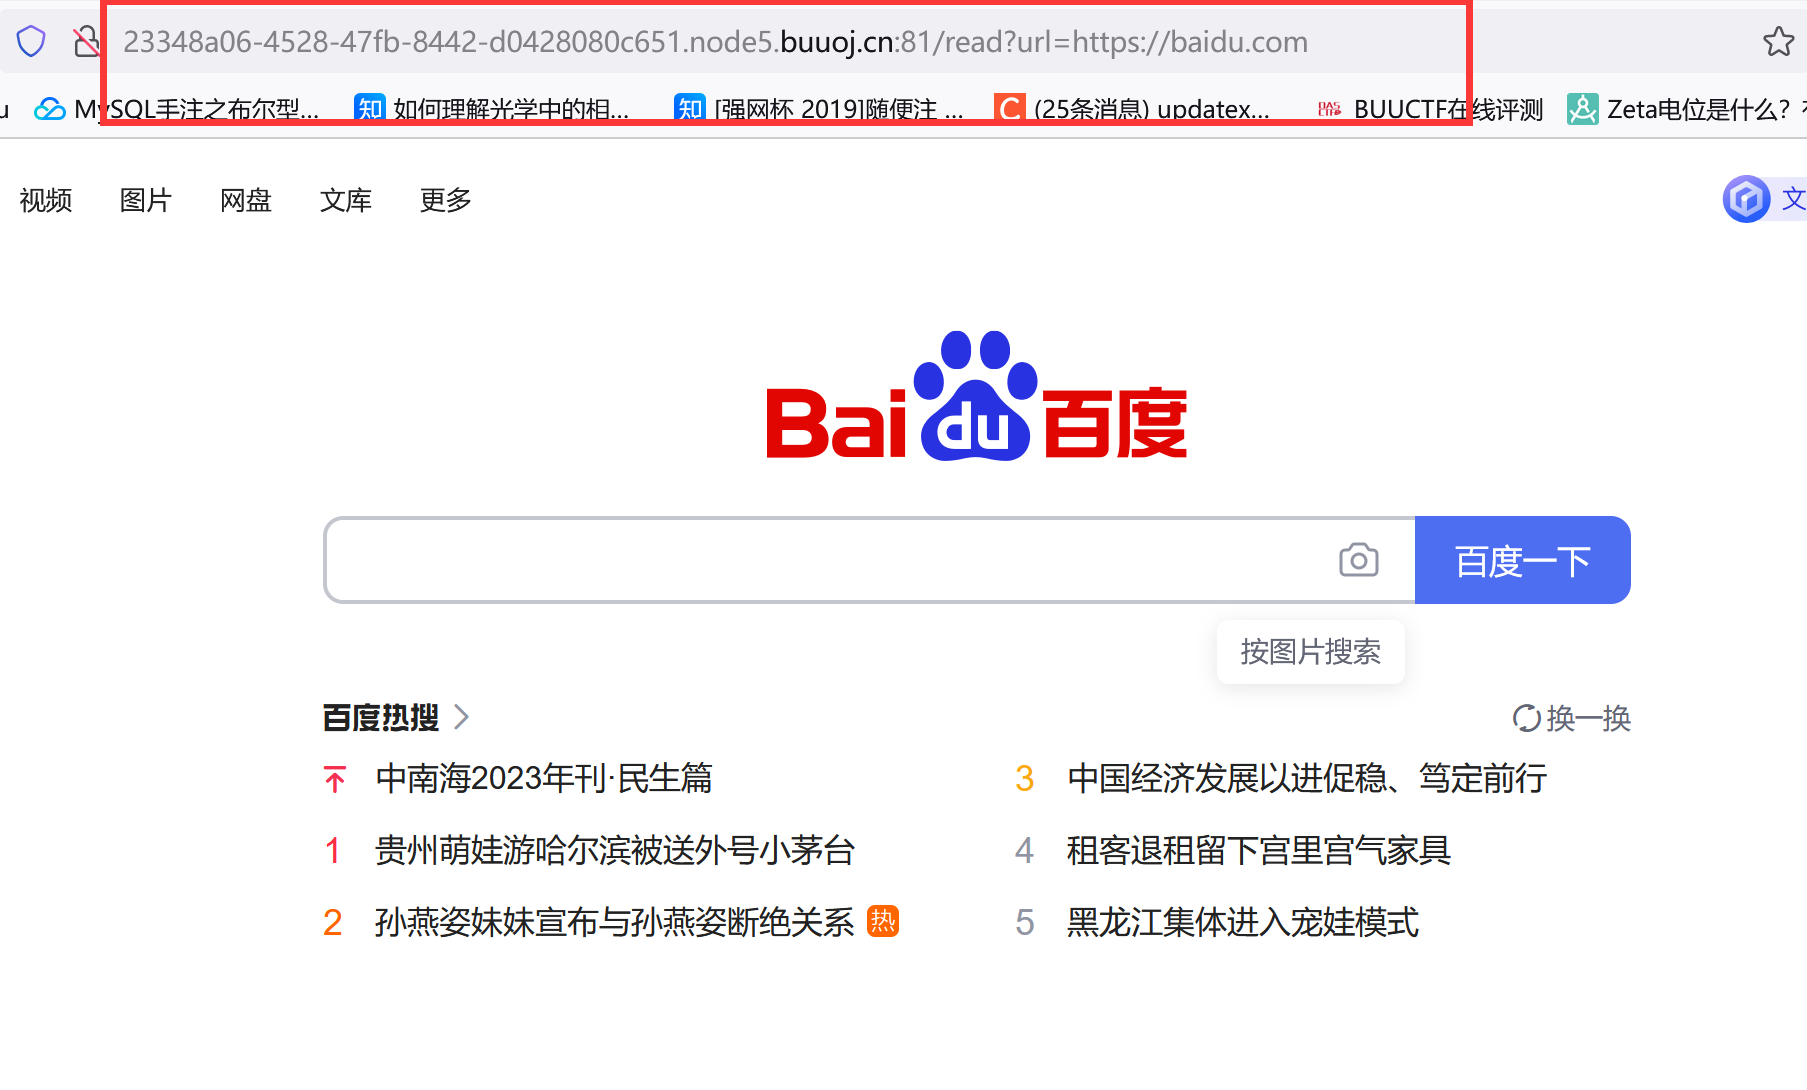 23348a06-4528-47fb-8442-d0428080c651.node5.buuoj.cn:81/read?url=https://baidu.com
u MySQL手注之布尔型... 知 如何理解光学中的相... 知 [强网杯 2019]随便注 ... C (25条消息) updatex... BUUCTF在线评测 Zeta电位是什么？
视频 图片 网盘 文库 更多 文
Bai du 百度
百度一下
按图片搜索
百度热搜 换一换
中南海2023年刊·民生篇
1 贵州萌娃游哈尔滨被送外号小茅台
2 孙燕姿妹妹宣布与孙燕姿断绝关系 热
3 中国经济发展以进促稳、笃定前行
4 租客退租留下宫里宫气家具
5 黑龙江集体进入宠娃模式